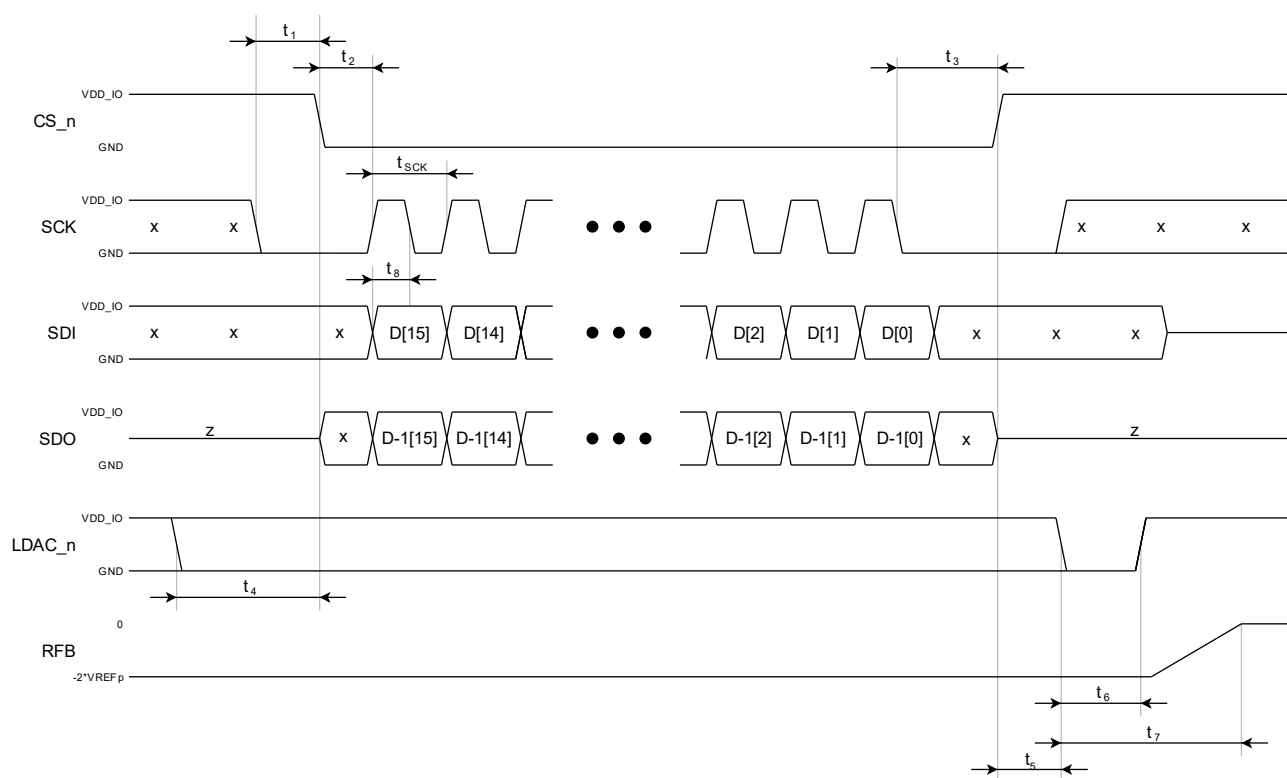 t1
t2
t3
VDD_IO
CS_n
GND
tSCK
VDD_IO
SCK
x x x x x
GND
t8
VDD_IO
SDI
x x x D[15] D[14] D[2] D[1] D[0] x x x
GND
VDD_IO
SDO
z x D-1[15] D-1[14] D-1[2] D-1[1] D-1[0] x z
GND
VDD_IO
LDAC_n
GND
t4
0
RFB
-2*VREFp
t6
t7
t5